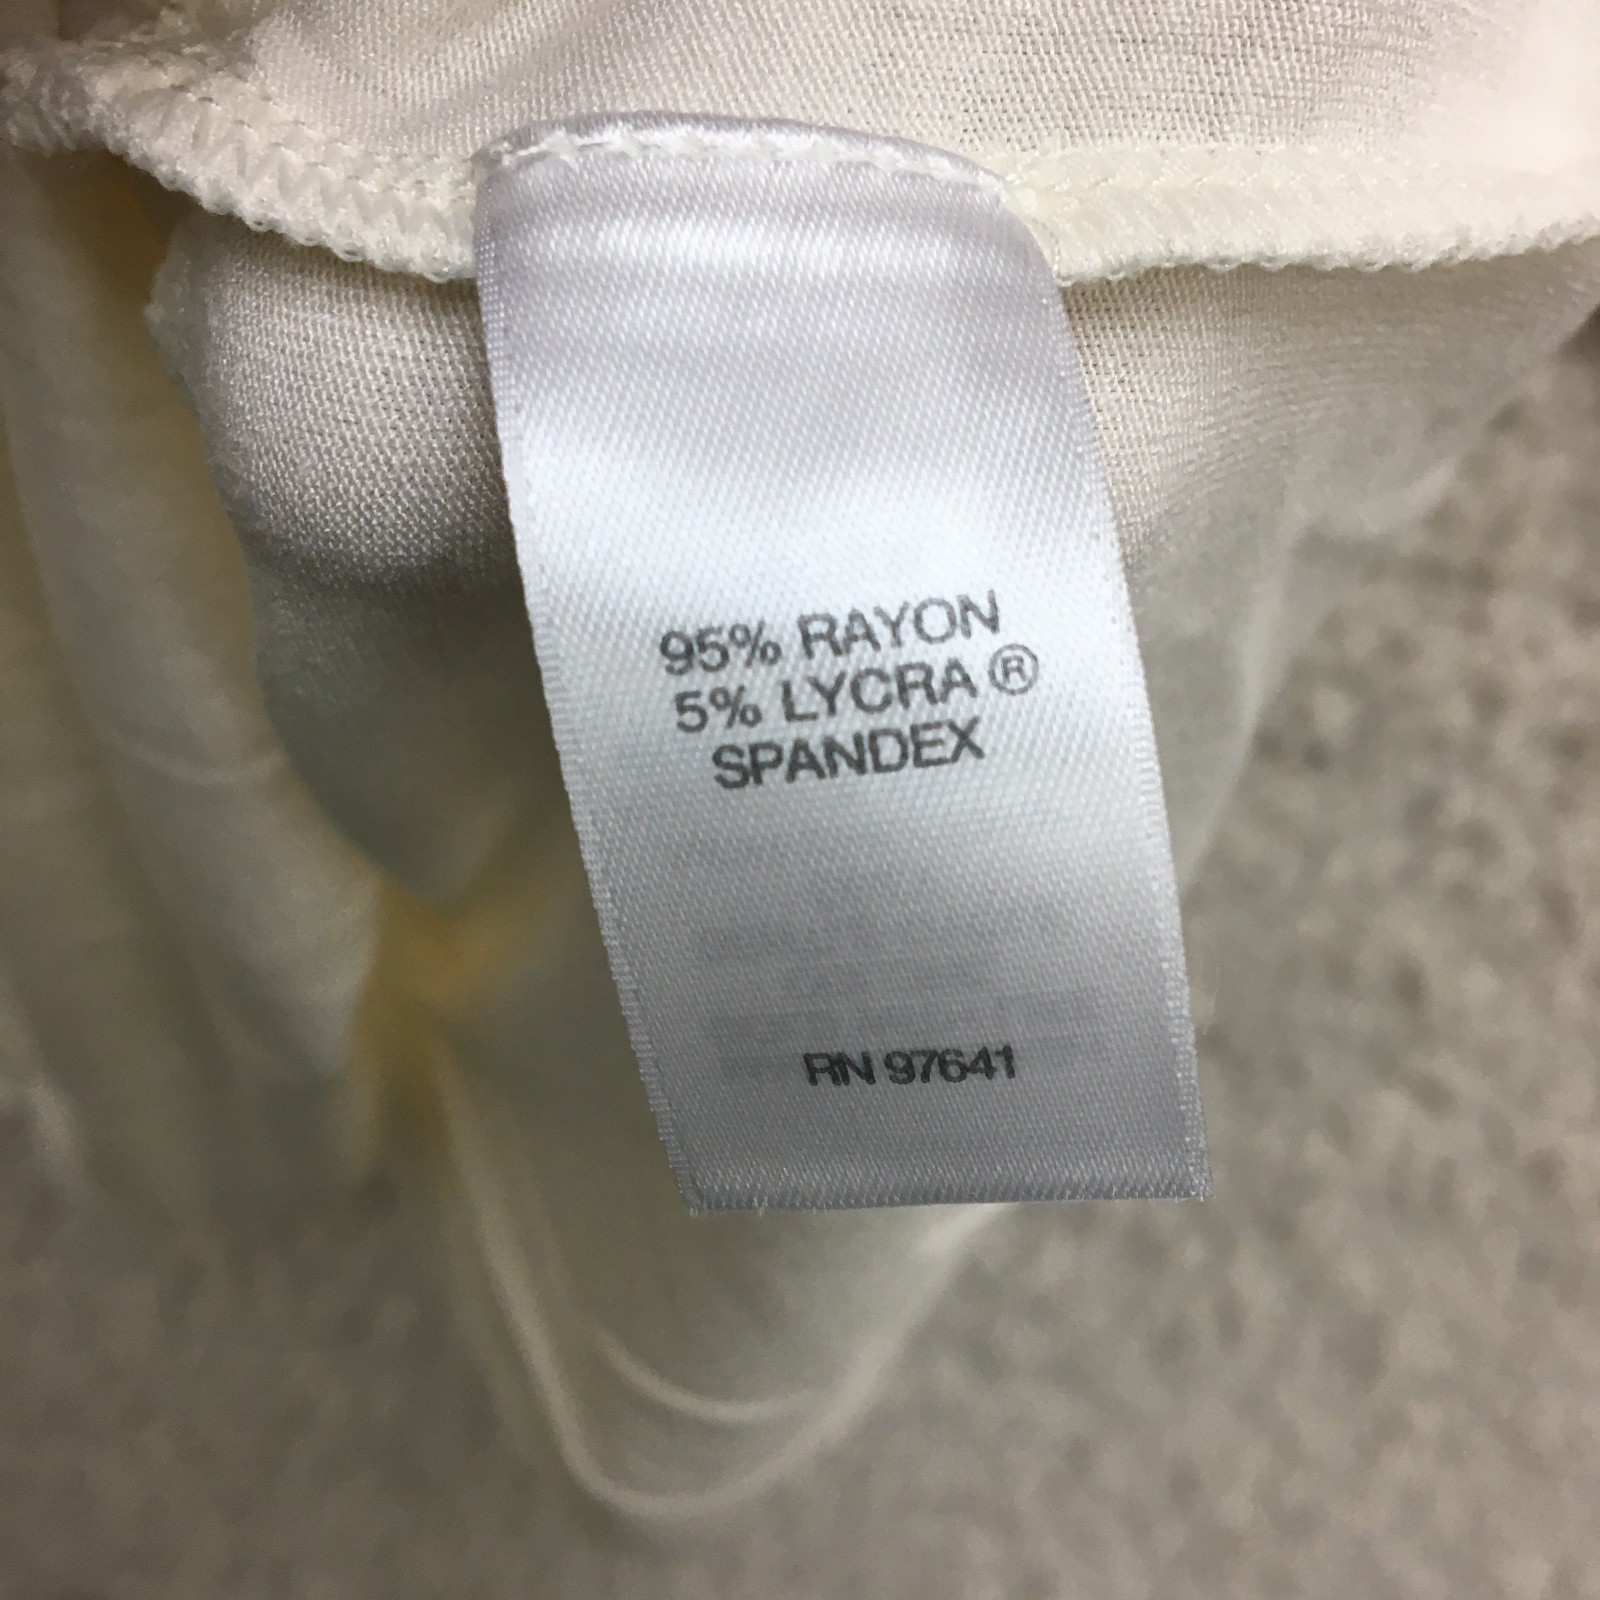 95% RAYON
5% LYCRA®
SPANDEX
RN 97641